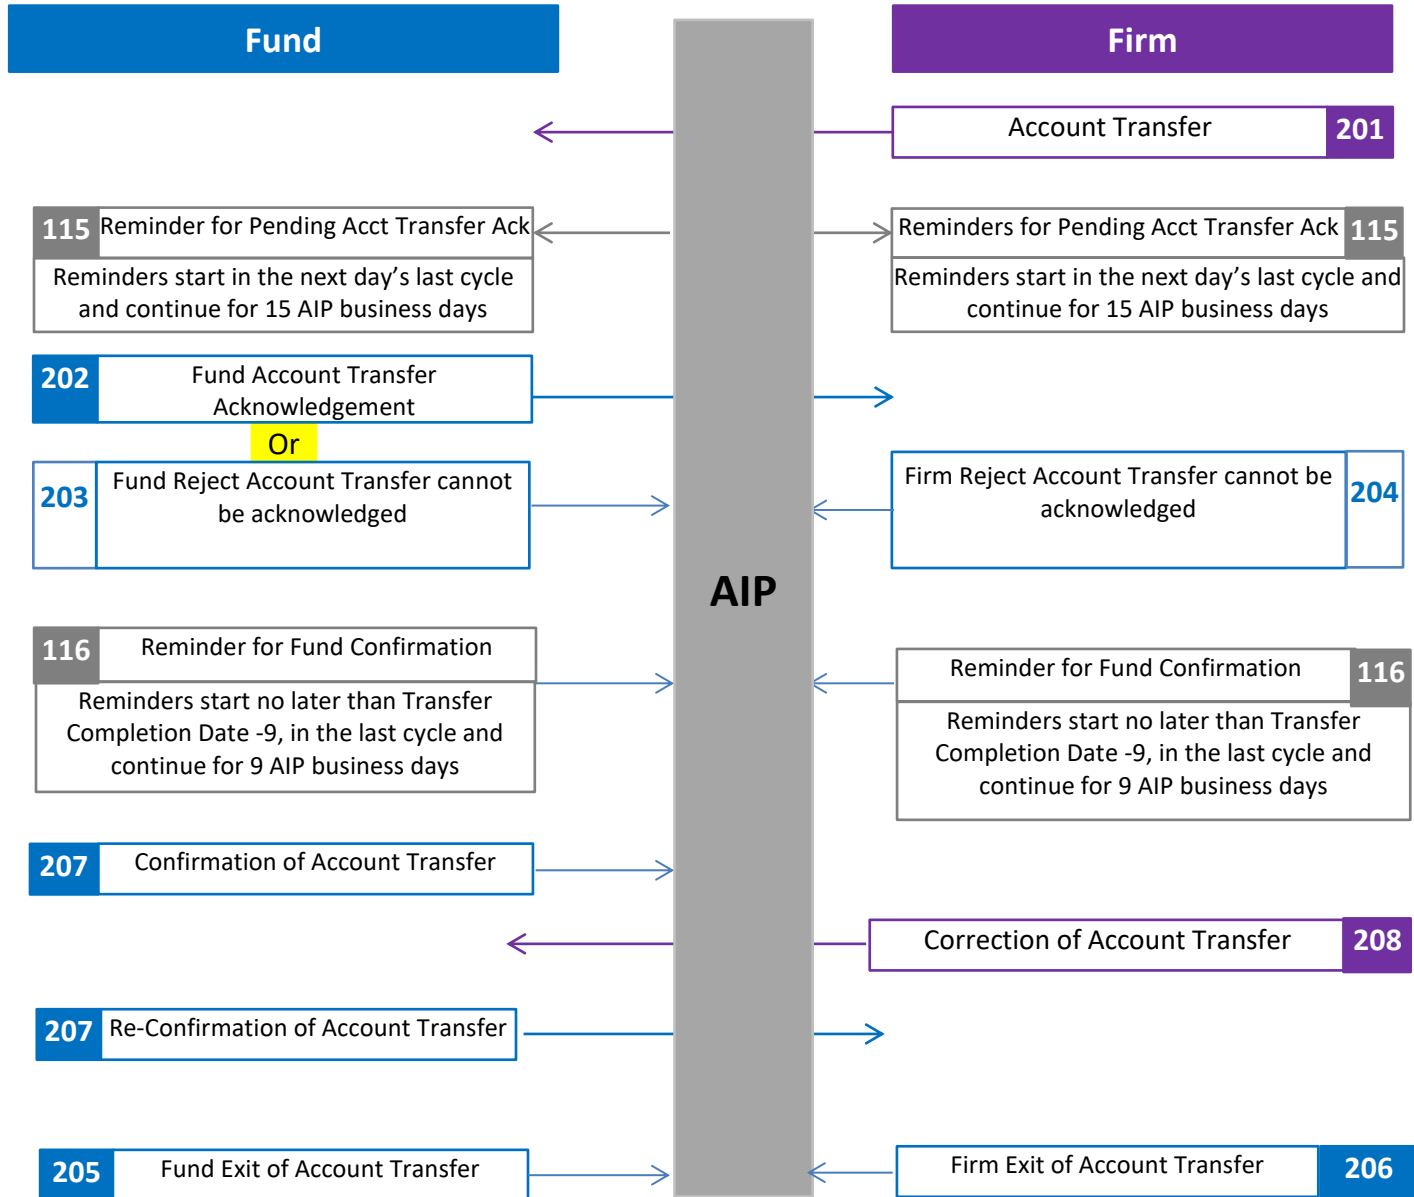 Fund
Firm
Account Transfer
201
115
Reminder for Pending Acct Transfer Ack
Reminders start in the next day’s last cycle
and continue for 15 AIP business days
Reminders for Pending Acct Transfer Ack
115
Reminders start in the next day’s last cycle and
continue for 15 AIP business days
202
Fund Account Transfer
Acknowledgement
Or
203
Fund Reject Account Transfer cannot
be acknowledged
Firm Reject Account Transfer cannot be
acknowledged
204
AIP
116
Reminder for Fund Confirmation
Reminders start no later than Transfer
Completion Date -9, in the last cycle and
continue for 9 AIP business days
Reminder for Fund Confirmation
116
Reminders start no later than Transfer
Completion Date -9, in the last cycle and
continue for 9 AIP business days
207
Confirmation of Account Transfer
Correction of Account Transfer
208
207
Re-Confirmation of Account Transfer
205
Fund Exit of Account Transfer
Firm Exit of Account Transfer
206